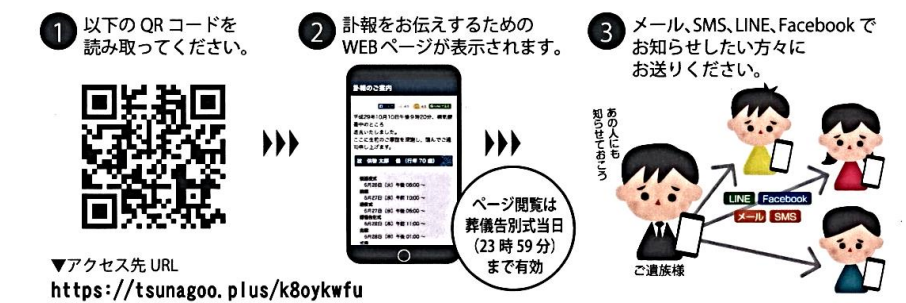 1 以下の QR コードを
読み取ってください。
▼アクセス先 URL
https://tsunagoo.plus/k8oykwfu
2 訃報をお伝えするための
WEBページが表示されます。
訃報のご案内
ページ閲覧は
葬儀告別式当日
(23 時 59 分)
まで有効
3 メール、SMS、LINE、Facebook で
お知らせしたい方々に
お送りください。
あの人にも
知らせておこう
LINE Facebook
メール SMS
ご遺族様